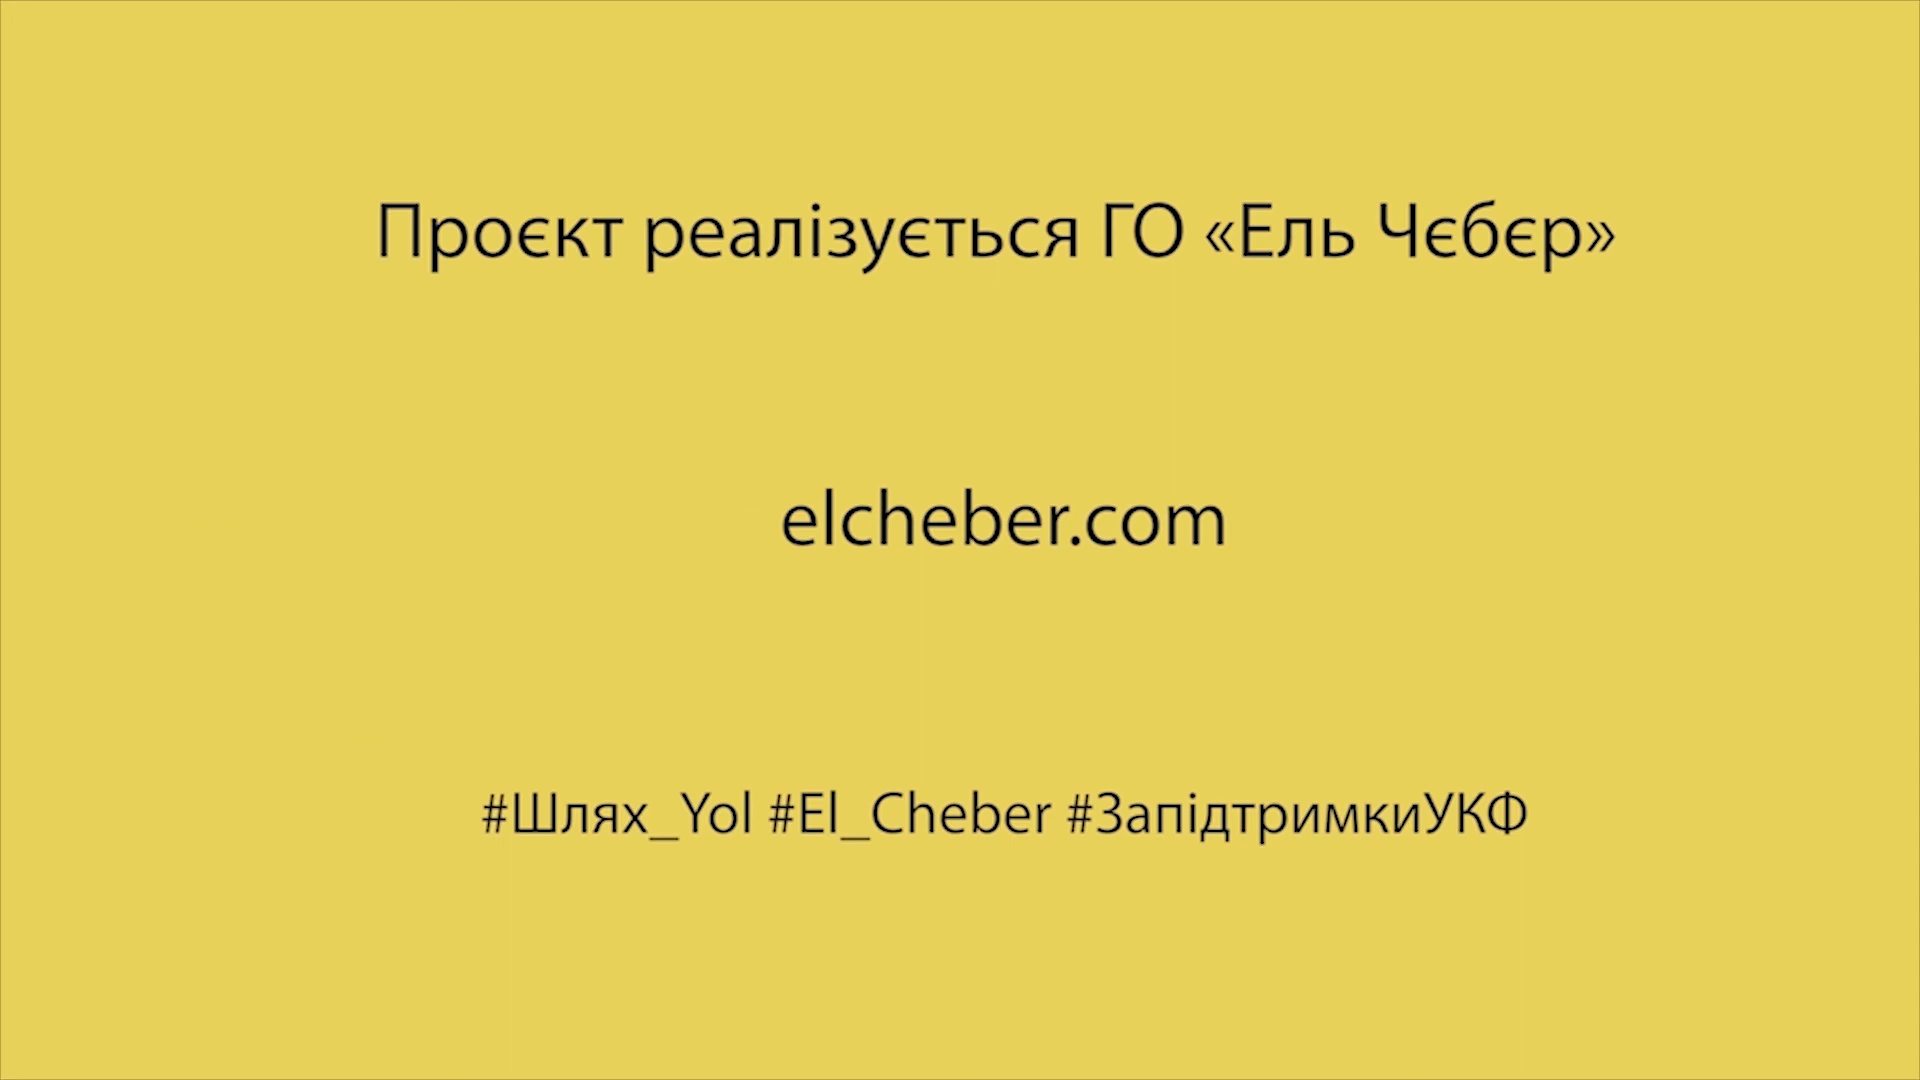 Проєкт реалізується ГО «Ель Чєбєр»
elcheber.com
#Шлях_Yol #El_Cheber #ЗапідтримкиУКФ